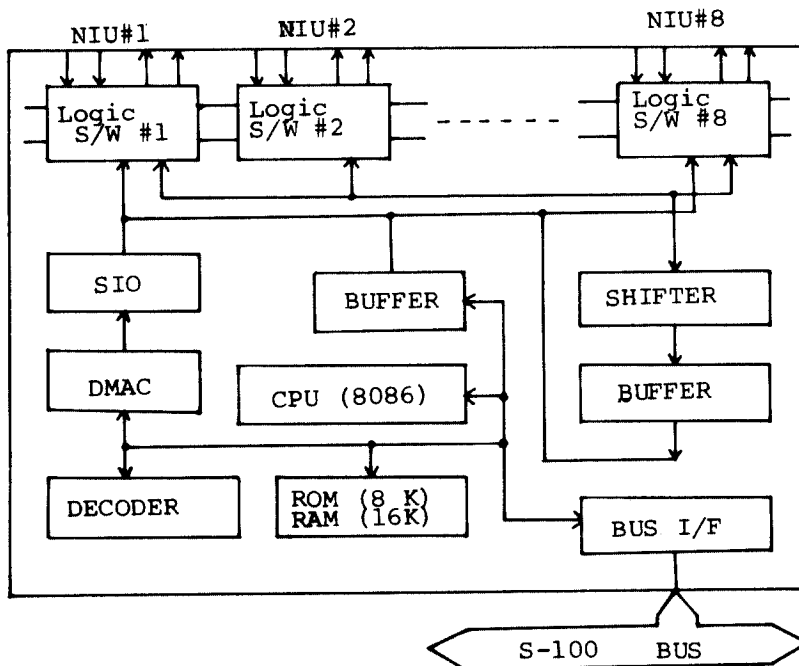 NIU#1 NIU#2 NIU#8
Logic
S/W #1
Logic
S/W #2
Logic
S/W #8
SIO
BUFFER
SHIFTER
DMAC
CPU (8086)
BUFFER
DECODER
ROM (8 K)
RAM (16K)
BUS I/F
S-100 BUS